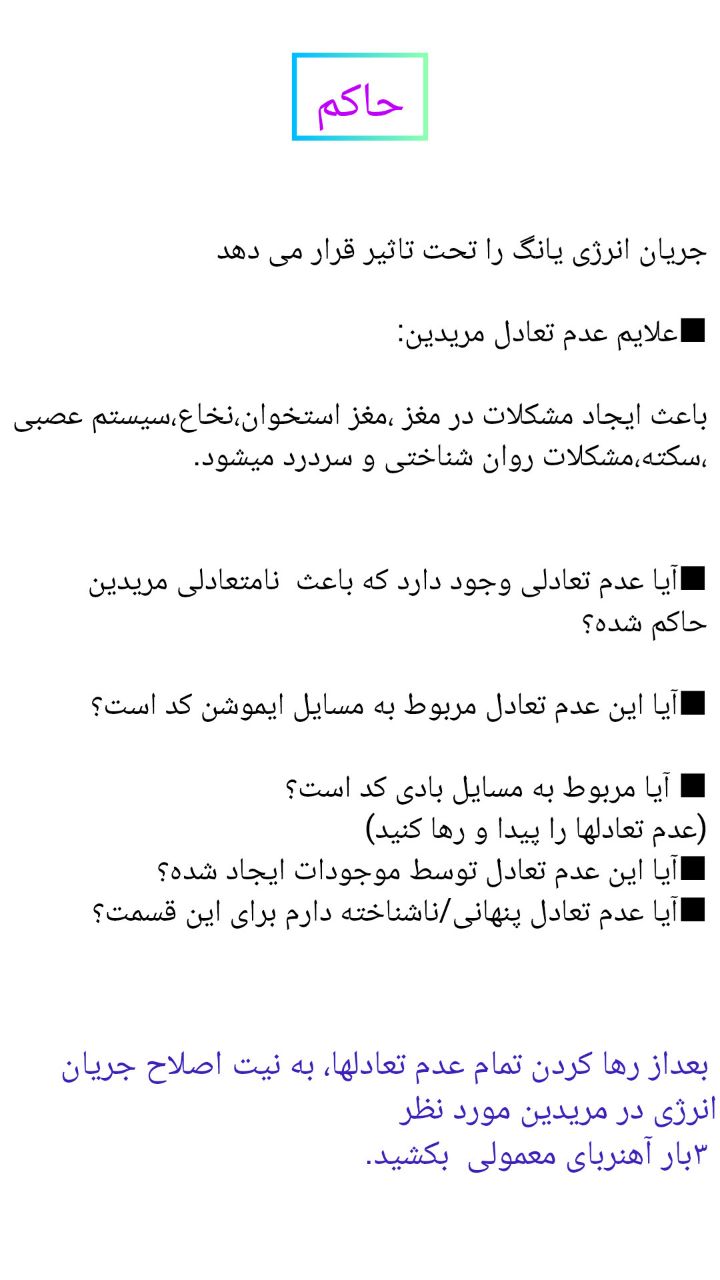 حاکم
جریان انرژی یانگ را تحت تاثیر قرار می دهد
■علایم عدم تعادل مریدین:
باعث ایجاد مشکلات در مغز ،مغز استخوان،نخاع،سیستم عصبی
،سکته،مشکلات روان شناختی و سردرد میشود.
■آیا عدم تعادلی وجود دارد که باعث  نامتعادلی مریدین
حاکم شده؟
■آیا این عدم تعادل مربوط به مسایل ایموشن کد است؟
■ آیا مربوط به مسایل بادی کد است؟
(عدم تعادلها را پیدا و رها کنید)
■آیا این عدم تعادل توسط موجودات ایجاد شده؟
■آیا عدم تعادل پنهانی/ناشناخته دارم برای این قسمت؟
بعداز رها کردن تمام عدم تعادلها، به نیت اصلاح جریان
انرژی در مریدین مورد نظر
۳بار آهنربای معمولی  بکشید.